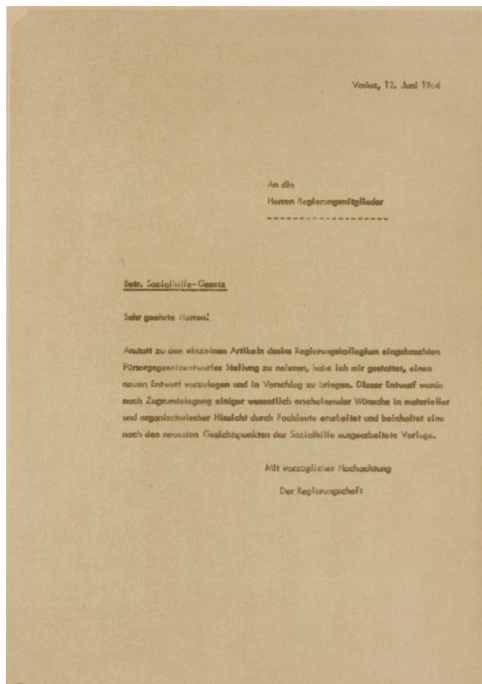 Vaduz, 12. Juni 1964
An die
Herren Regierungsmitglieder
Betr. Sozialhilfe-Gesetz
Sehr geehrte Herren!
Anstatt zu den einzelnen Artikeln des im Regierungskollegium eingebrachten
Fürsorgegesetzentwurfes Stellung zu nehmen, habe ich mir gestattet, einen
neuen Entwurf vorzulegen und in Vorschlag zu bringen. Dieser Entwurf wurde
nach Zugrundelegung einiger wesentlich erscheinender Wünsche in materieller
und organisatorischer Hinsicht durch Fachleute erarbeitet und beinhaltet eine
nach den neuesten Gesichtspunkten der Sozialhilfe ausgearbeitete Vorlage.
Mit vorzüglicher Hochachtung
Der Regierungschef: